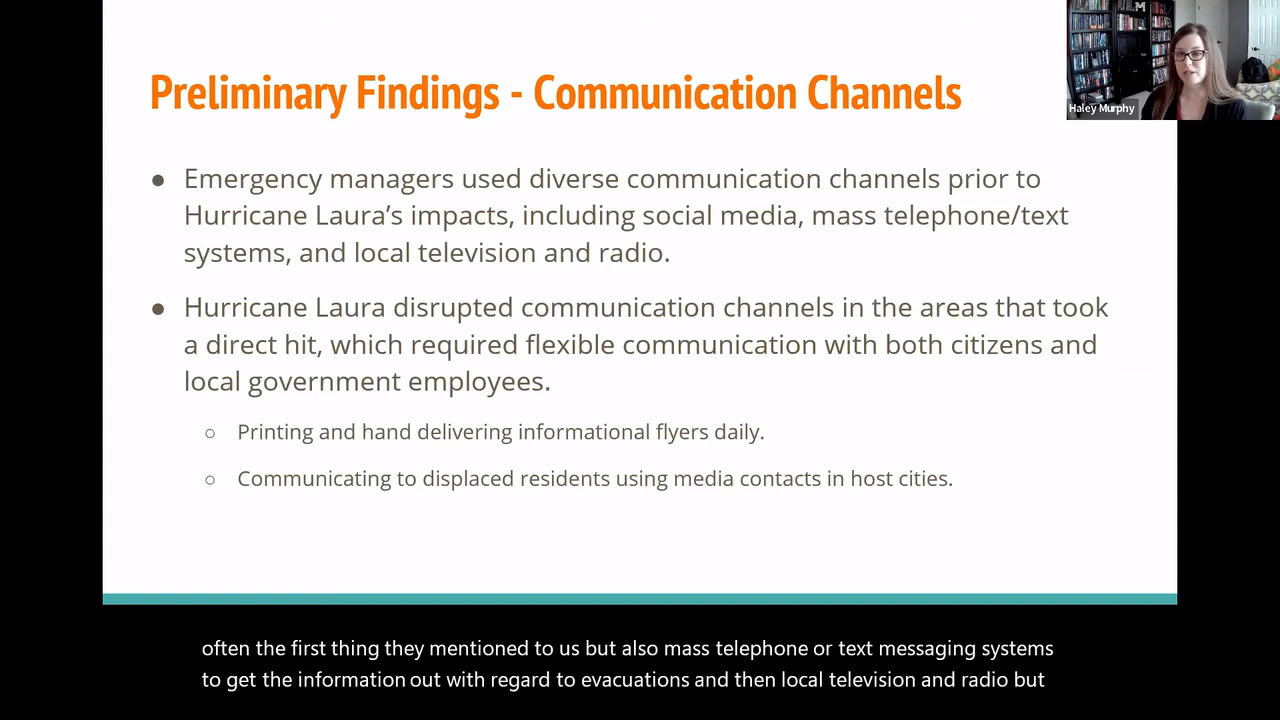 Preliminary Findings - Communication Channels
Haley Murphy
● Emergency managers used diverse communication channels prior to
Hurricane Laura’s impacts, including social media, mass telephone/text
systems, and local television and radio.
● Hurricane Laura disrupted communication channels in the areas that took
a direct hit, which required flexible communication with both citizens and
local government employees.
○ Printing and hand delivering informational flyers daily.
○ Communicating to displaced residents using media contacts in host cities.
often the first thing they mentioned to us but also mass telephone or text messaging systems
to get the information out with regard to evacuations and then local television and radio but